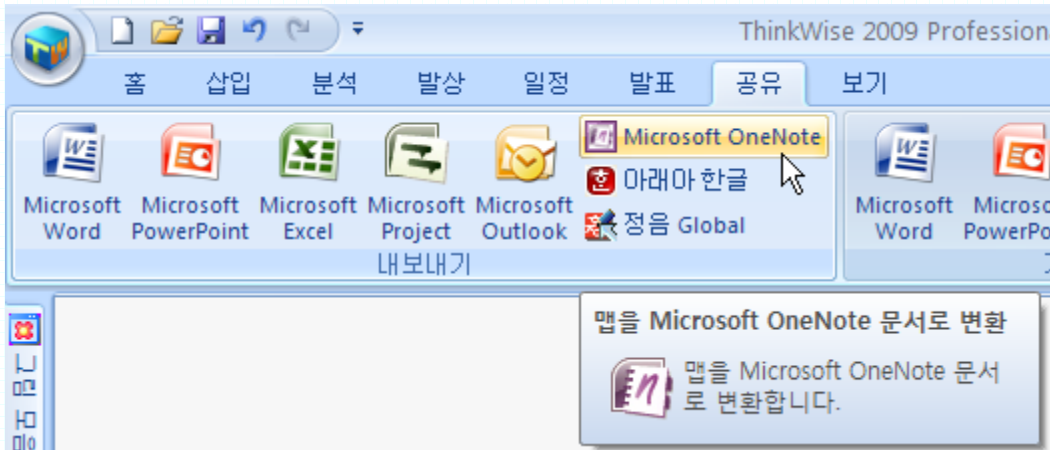 ThinkWise 2009 Profession
홈 삽입 분석 발상 일정 발표 공유 보기
Microsoft Word
Microsoft PowerPoint
Microsoft Excel
Microsoft Project
Microsoft Outlook
Microsoft OneNote
아래아 한글
정음 Global
내보내기
Microsoft Word
Microso
PowerPo
맵을 Microsoft OneNote 문서로 변환
맵을 Microsoft OneNote 문서
로 변환합니다.